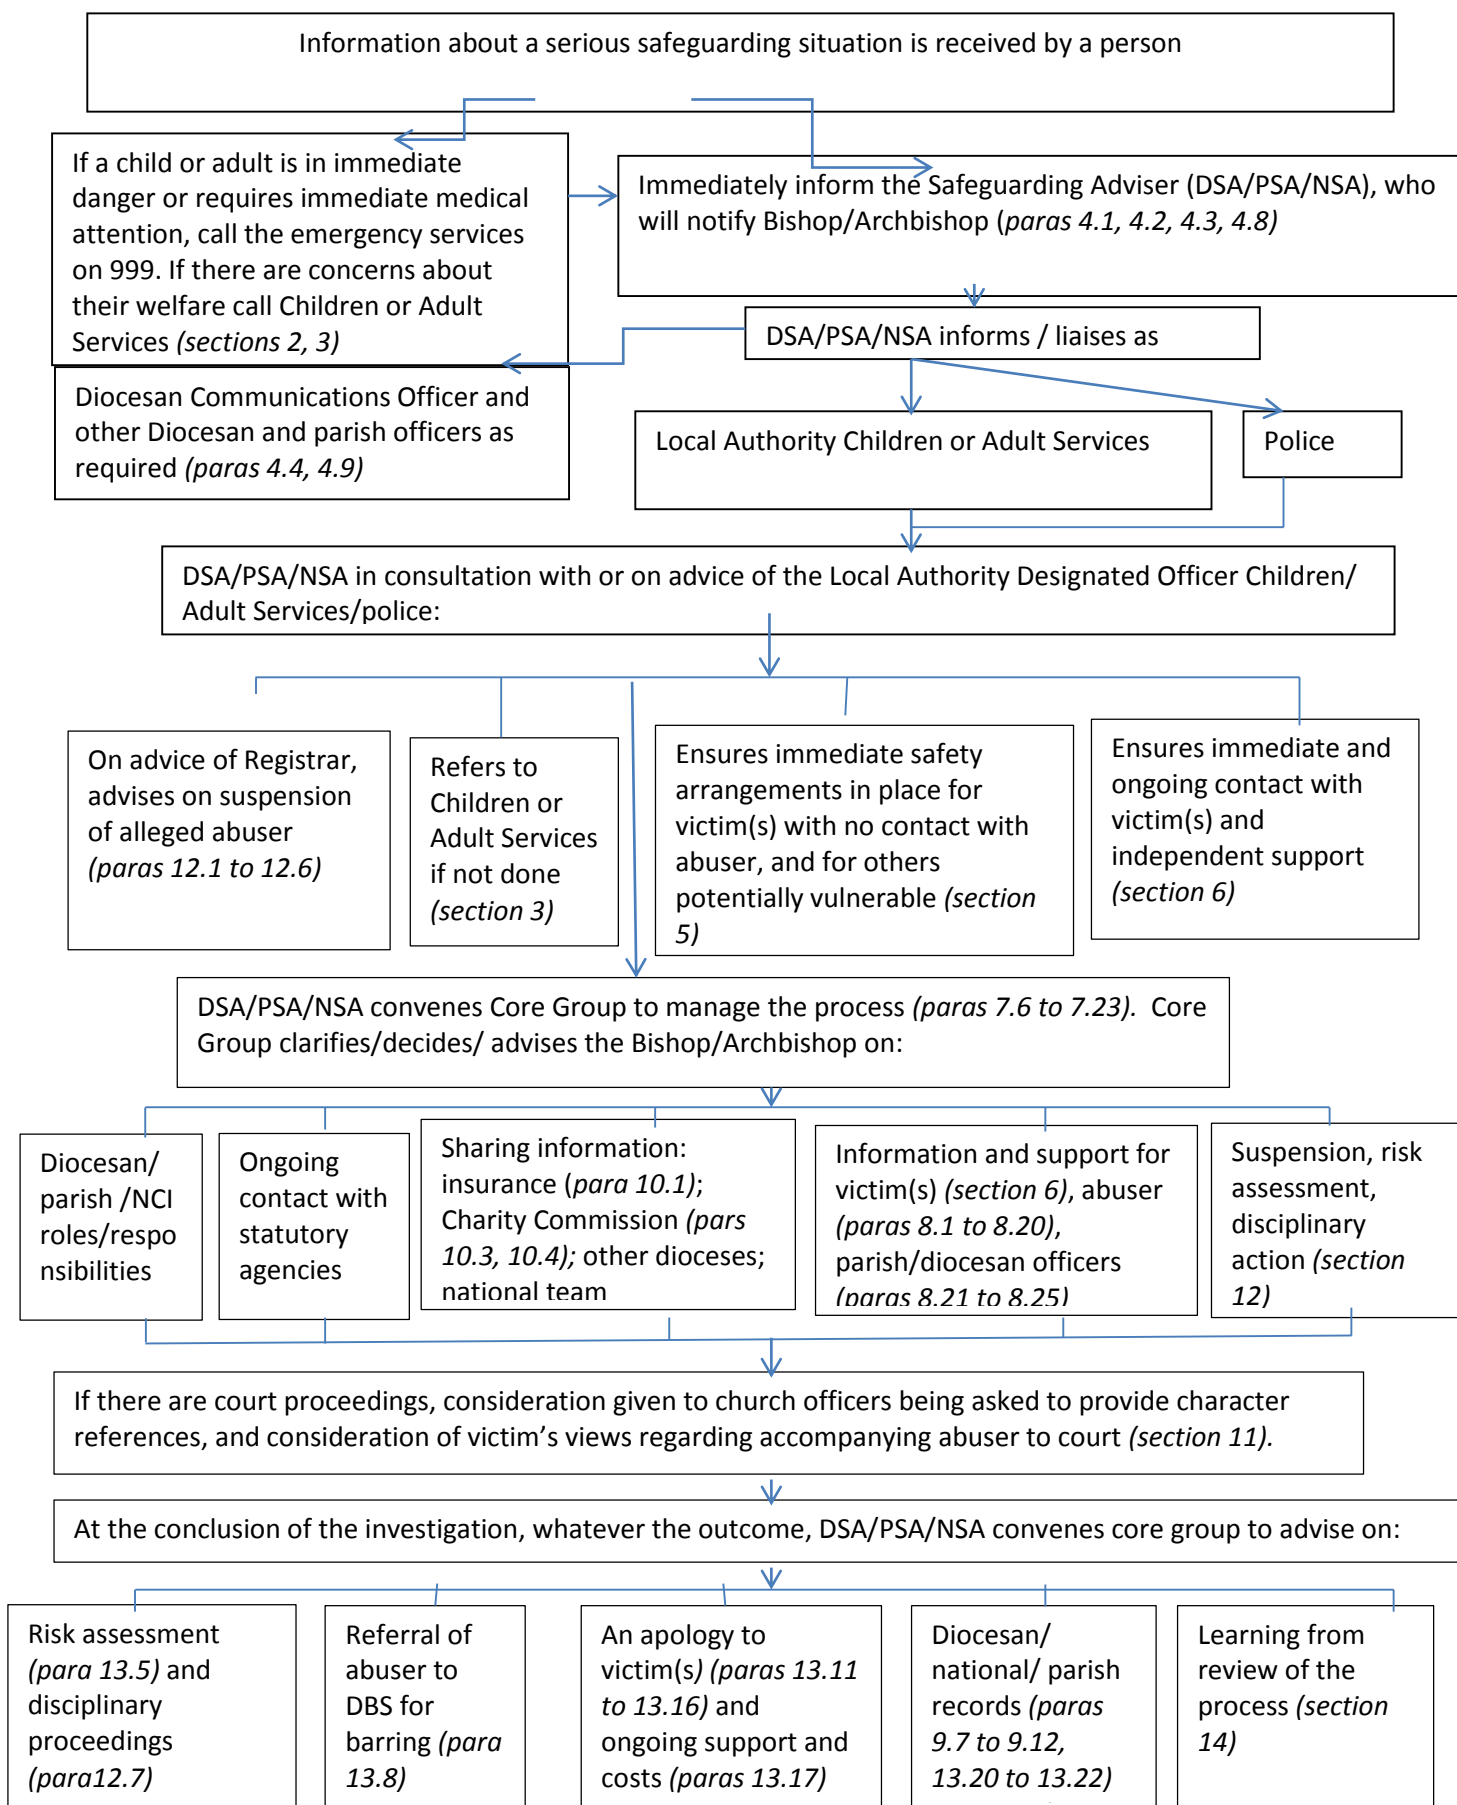 Information about a serious safeguarding situation is received by a person
If a child or adult is in immediate
danger or requires immediate medical
attention, call the emergency services
on 999. If there are concerns about
their welfare call Children or Adult
Services (sections 2, 3)
Immediately inform the Safeguarding Adviser (DSA/PSA/NSA), who
will notify Bishop/Archbishop (paras 4.1, 4.2, 4.3, 4.8)
DSA/PSA/NSA informs / liaises as
Diocesan Communications Officer and
other Diocesan and parish officers as
required (paras 4.4, 4.9)
Local Authority Children or Adult Services
Police
DSA/PSA/NSA in consultation with or on advice of the Local Authority Designated Officer Children/
Adult Services/police:
On advice of Registrar,
advises on suspension
of alleged abuser
(paras 12.1 to 12.6)
Refers to
Children or
Adult Services
if not done
(section 3)
Ensures immediate safety
arrangements in place for
victim(s) with no contact with
abuser, and for others
potentially vulnerable (section
5)
Ensures immediate and
ongoing contact with
victim(s) and
independent support
(section 6)
DSA/PSA/NSA convenes Core Group to manage the process (paras 7.6 to 7.23). Core
Group clarifies/decides/ advises the Bishop/Archbishop on:
Diocesan/
parish /NCI
roles/respo
nsibilities
Ongoing
contact with
statutory
agencies
Sharing information:
insurance (para 10.1);
Charity Commission (pars
10.3, 10.4); other dioceses;
national team
Information and support for
victim(s) (section 6), abuser
(paras 8.1 to 8.20),
parish/diocesan officers
(paras 8.21 to 8.25)
Suspension, risk
assessment,
disciplinary
action (section
12)
If there are court proceedings, consideration given to church officers being asked to provide character
references, and consideration of victim's views regarding accompanying abuser to court (section 11).
At the conclusion of the investigation, whatever the outcome, DSA/PSA/NSA convenes core group to advise on:
Risk assessment
(para 13.5) and
disciplinary
proceedings
(para12.7)
Referral of
abuser to
DBS for
barring (para
13.8)
An apology to
victim(s) (paras 13.11
to 13.16) and
ongoing support and
costs (paras 13.17)
Diocesan/
national/ parish
records (paras
9.7 to 9.12,
13.20 to 13.22)
Learning from
review of the
process (section
14)